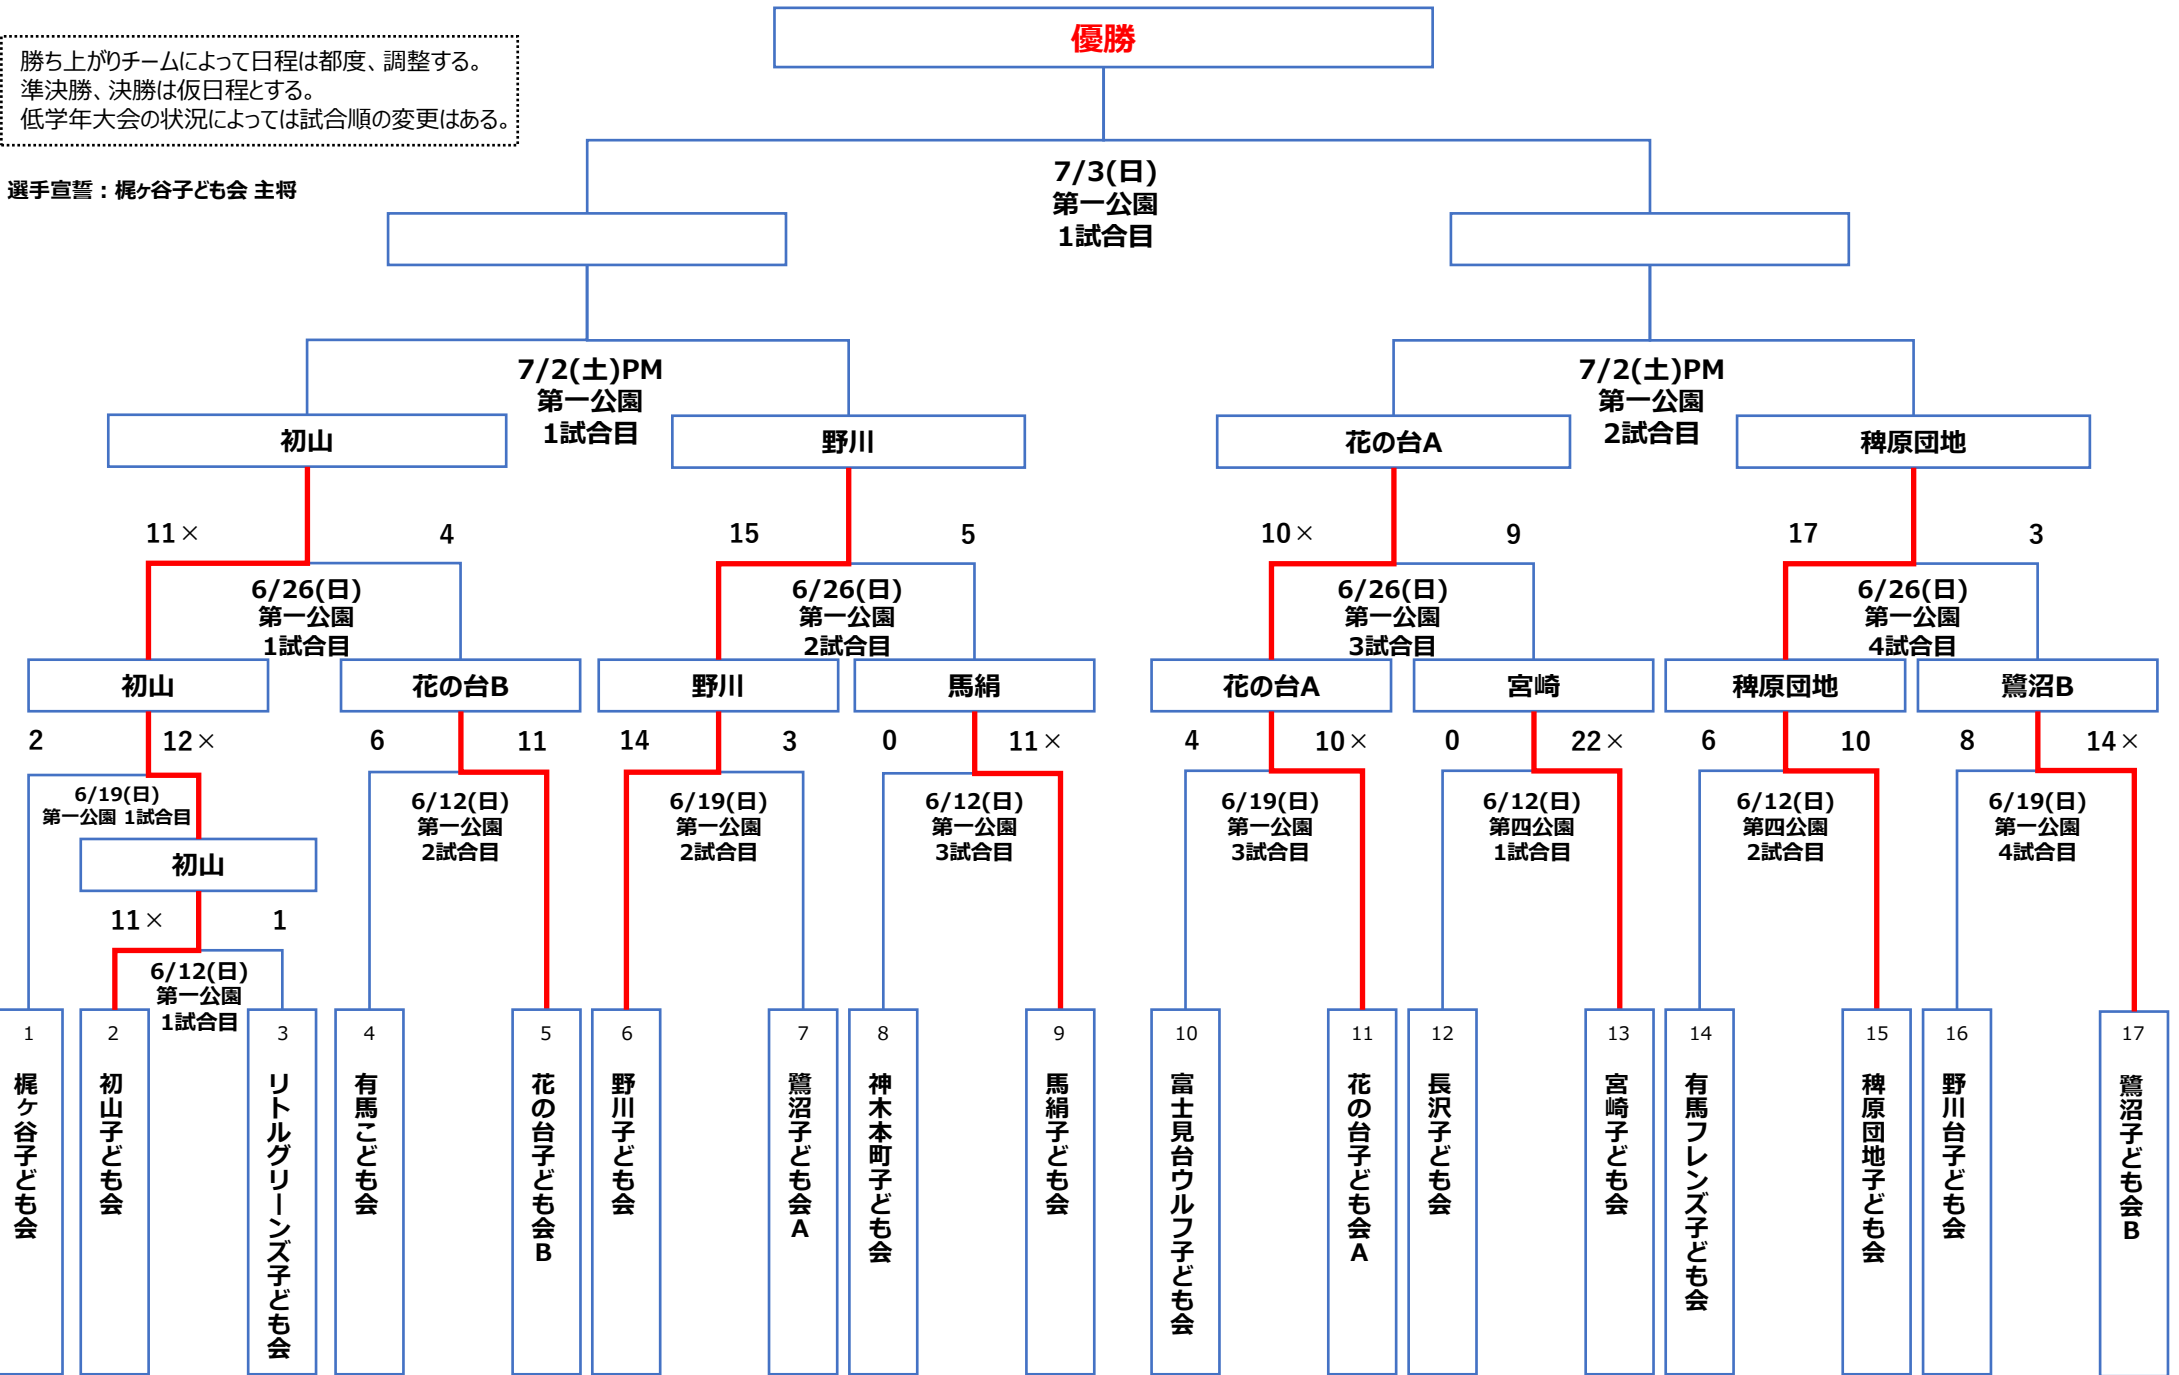 優勝
勝ち上がりチームによって日程は都度、調整する。
準決勝、決勝は仮日程とする。
低学年大会の状況によっては試合順の変更はある。
選手宣誓：梶ヶ谷子ども会 主将
7/3(日)
第一公園
1試合目
7/2(土)PM
第一公園
1試合目
7/2(土)PM
第一公園
2試合目
初山
野川
花の台A
稗原団地
11× 4
15 5
10× 9
17 3
6/26(日)
第一公園
1試合目
6/26(日)
第一公園
2試合目
6/26(日)
第一公園
3試合目
6/26(日)
第一公園
4試合目
初山
花の台B
野川
馬絹
花の台A
宮崎
稗原団地
鷺沼B
2 12×
6 11
14 3
0 11×
4 10×
0 22×
6 10
8 14×
6/19(日)
第一公園 1試合目
6/12(日)
第一公園
2試合目
6/19(日)
第一公園
2試合目
6/12(日)
第一公園
3試合目
6/19(日)
第一公園
3試合目
6/12(日)
第四公園
1試合目
6/12(日)
第四公園
2試合目
6/19(日)
第一公園
4試合目
初山
11× 1
6/12(日)
第一公園
1試合目
1
梶ケ谷子ども会
2
初山子ども会
3
リトルグリーンズ子ども会
4
有馬こども会
5
花の台子ども会B
6
野川子ども会
7
鷺沼子ども会A
8
神木本町子ども会
9
馬絹子ども会
10
富士見台ウルフ子ども会
11
花の台子ども会A
12
長沢子ども会
13
宮崎子ども会
14
有馬フレンズ子ども会
15
稗原団地子ども会
16
野川台子ども会
17
鷺沼子ども会B